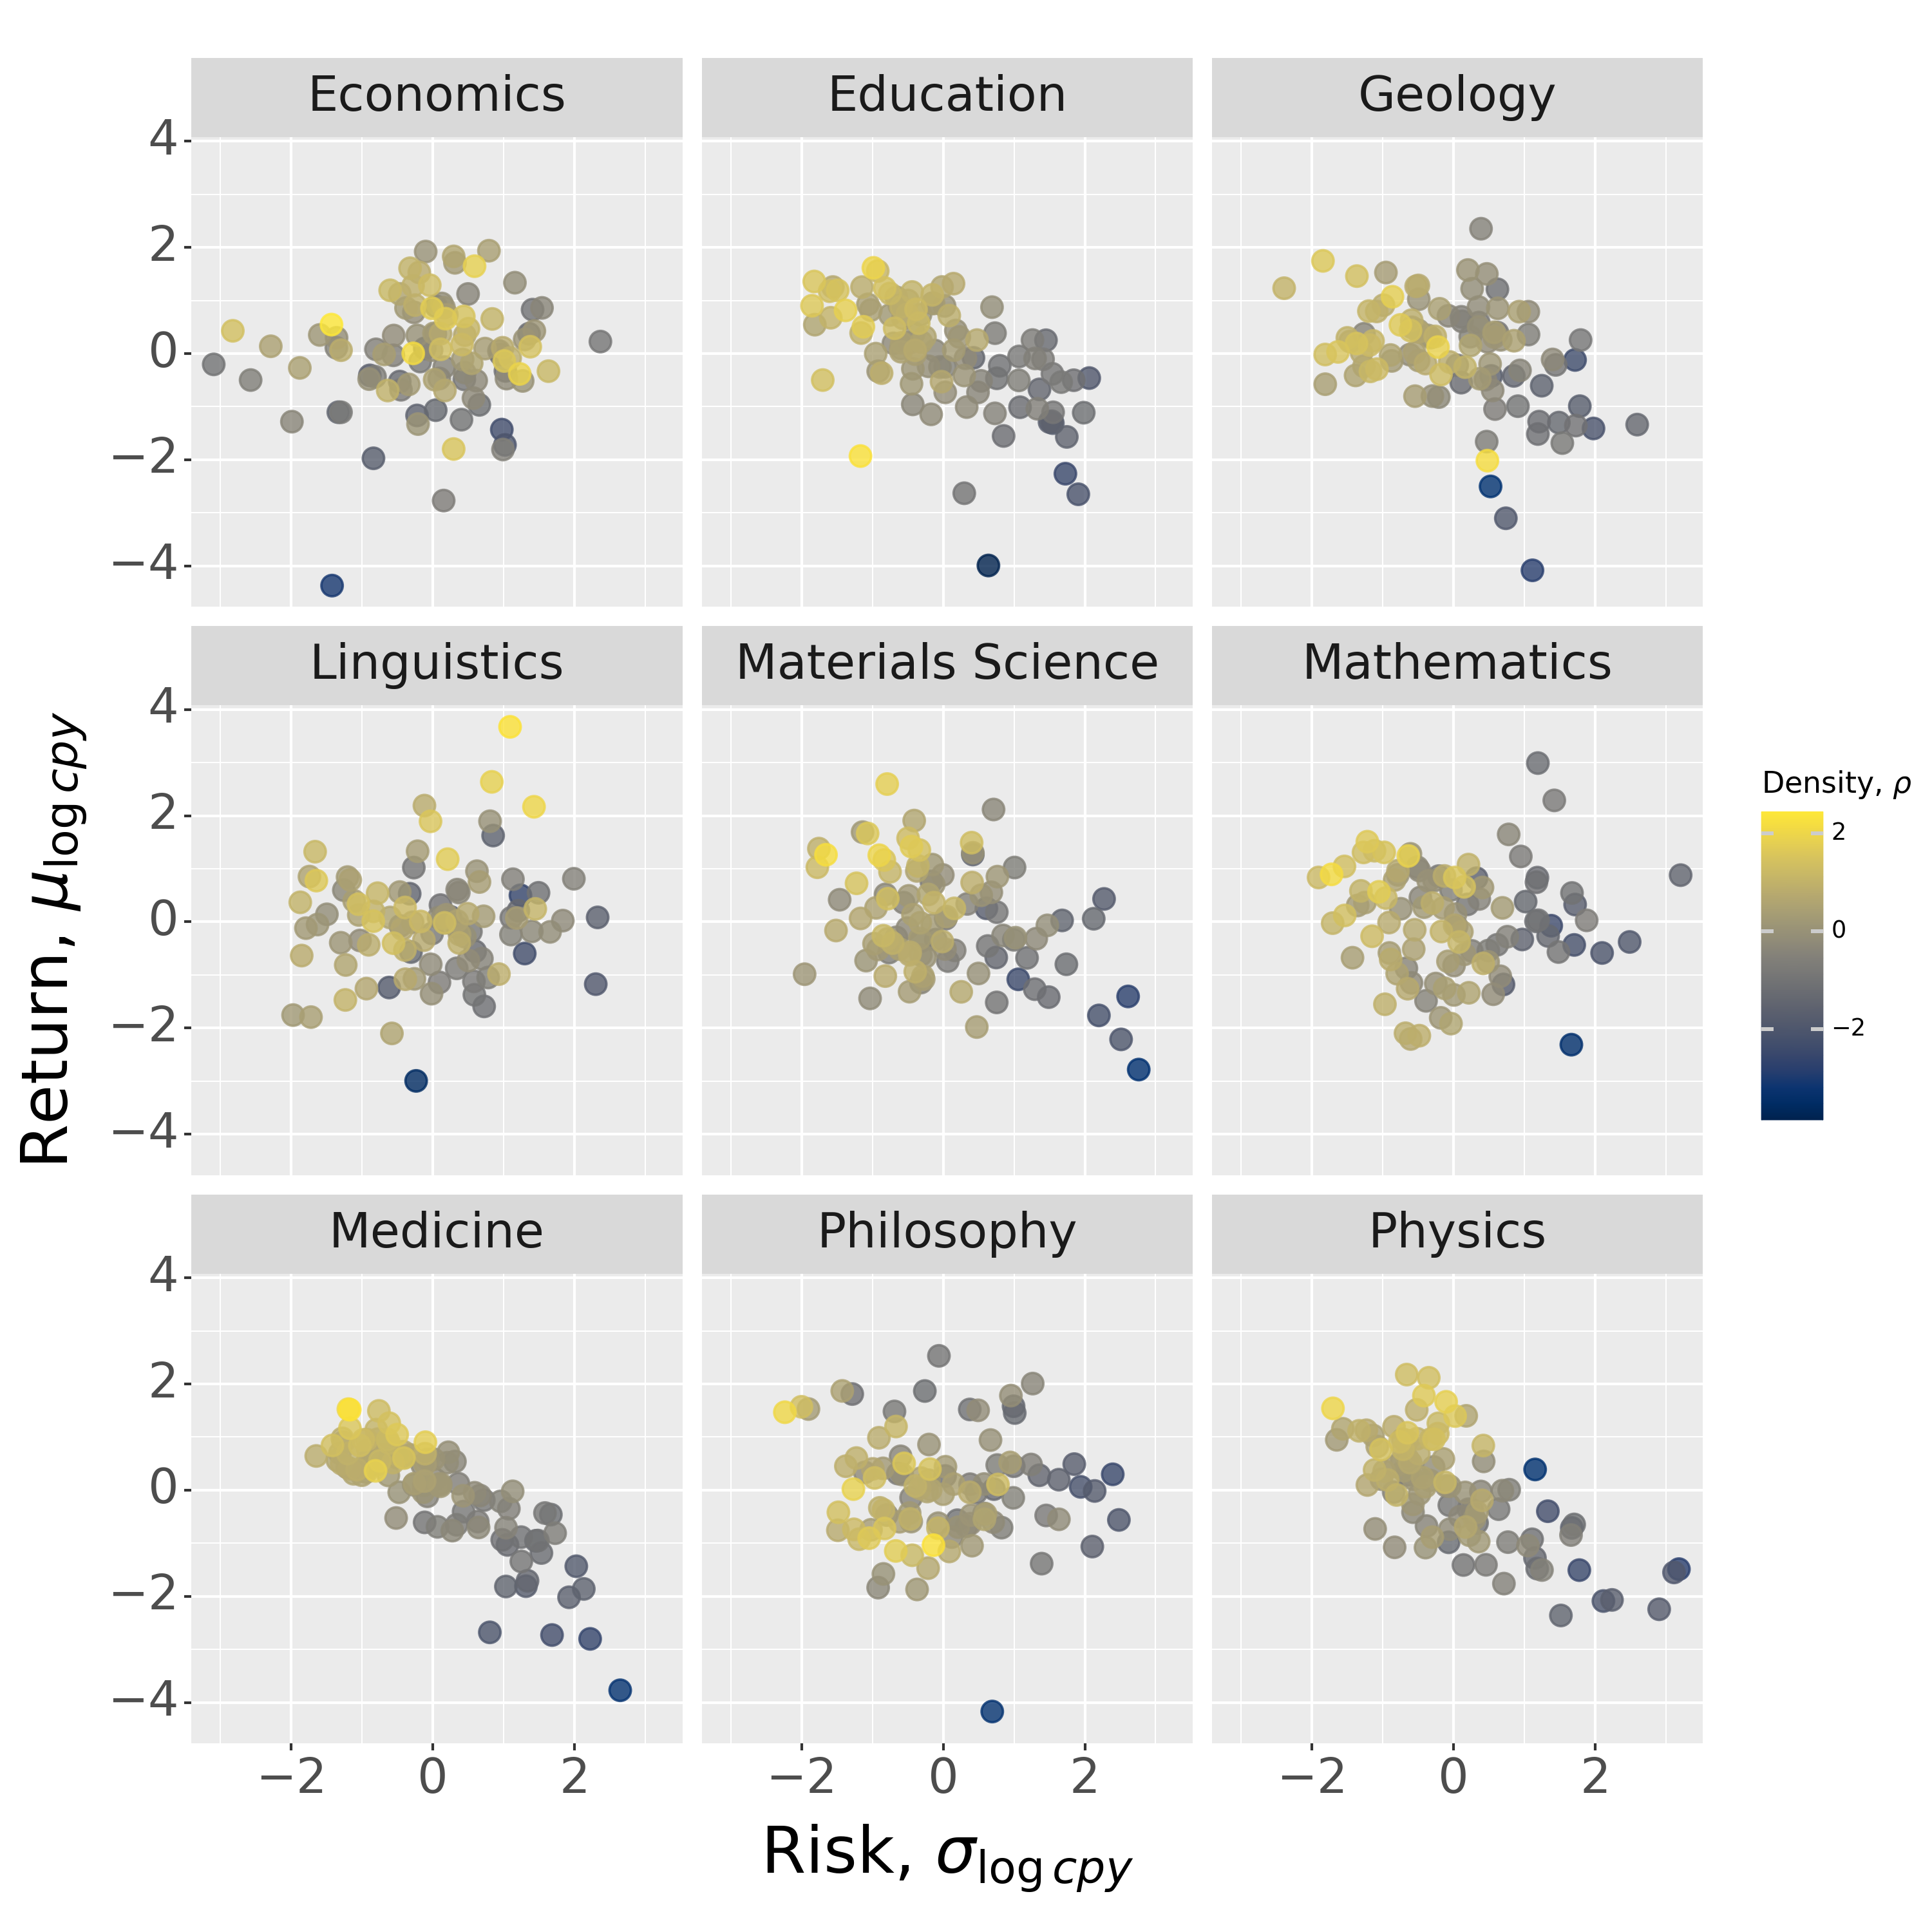 Economics Education Geology
4
2
0
−2
−4
Linguistics Materials Science Mathematics
4
2
0
−2
−4
Return, μlog cpy
Density, ρ
2
0
−2
Medicine Philosophy Physics
4
2
0
−2
−4
−2 0 2 −2 0 2 −2 0 2
Risk, σlog cpy